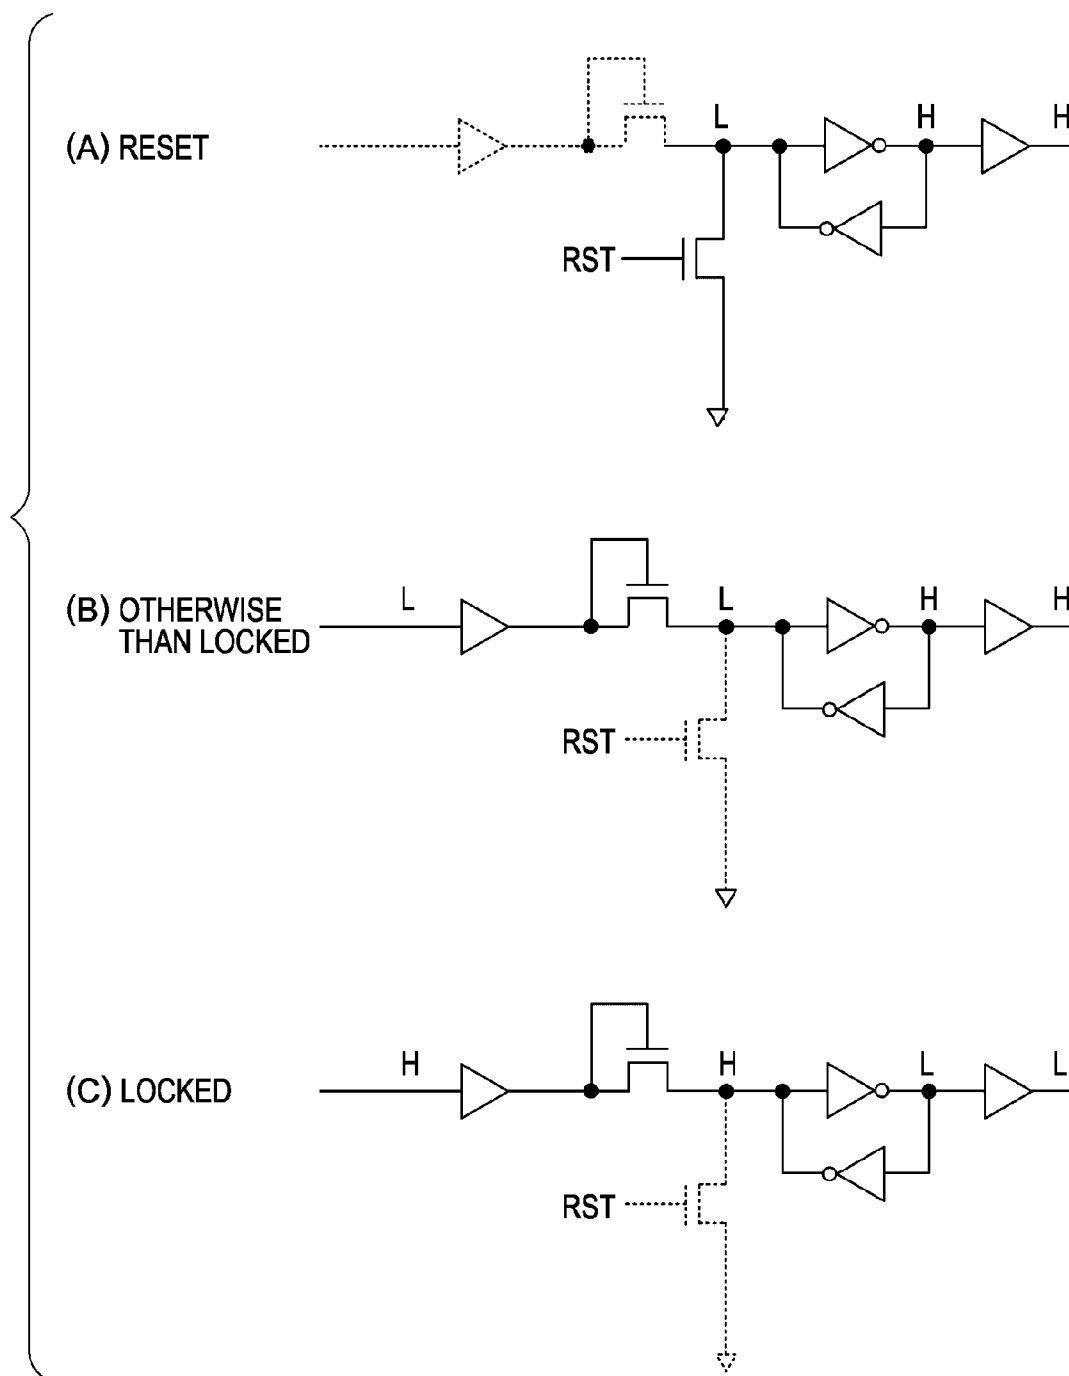 L H H
(A) RESET
RST
L L H H
(B) OTHERWISE
THAN LOCKED
RST
H H L L
(C) LOCKED
RST